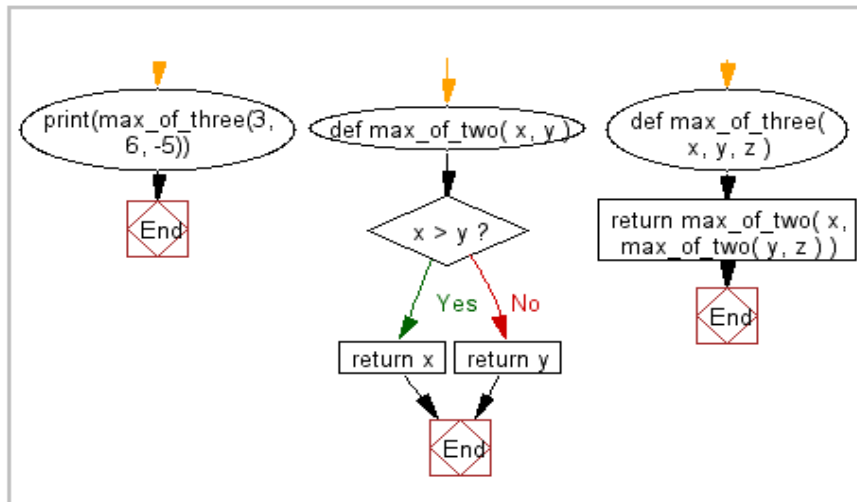 print(max_of_three(3,
6, -5))
End
def max_of_two( x, y )
x > y ?
Yes
No
return x
return y
End
def max_of_three(
x, y, z )
return max_of_two( x,
max_of_two( y, z ) )
End